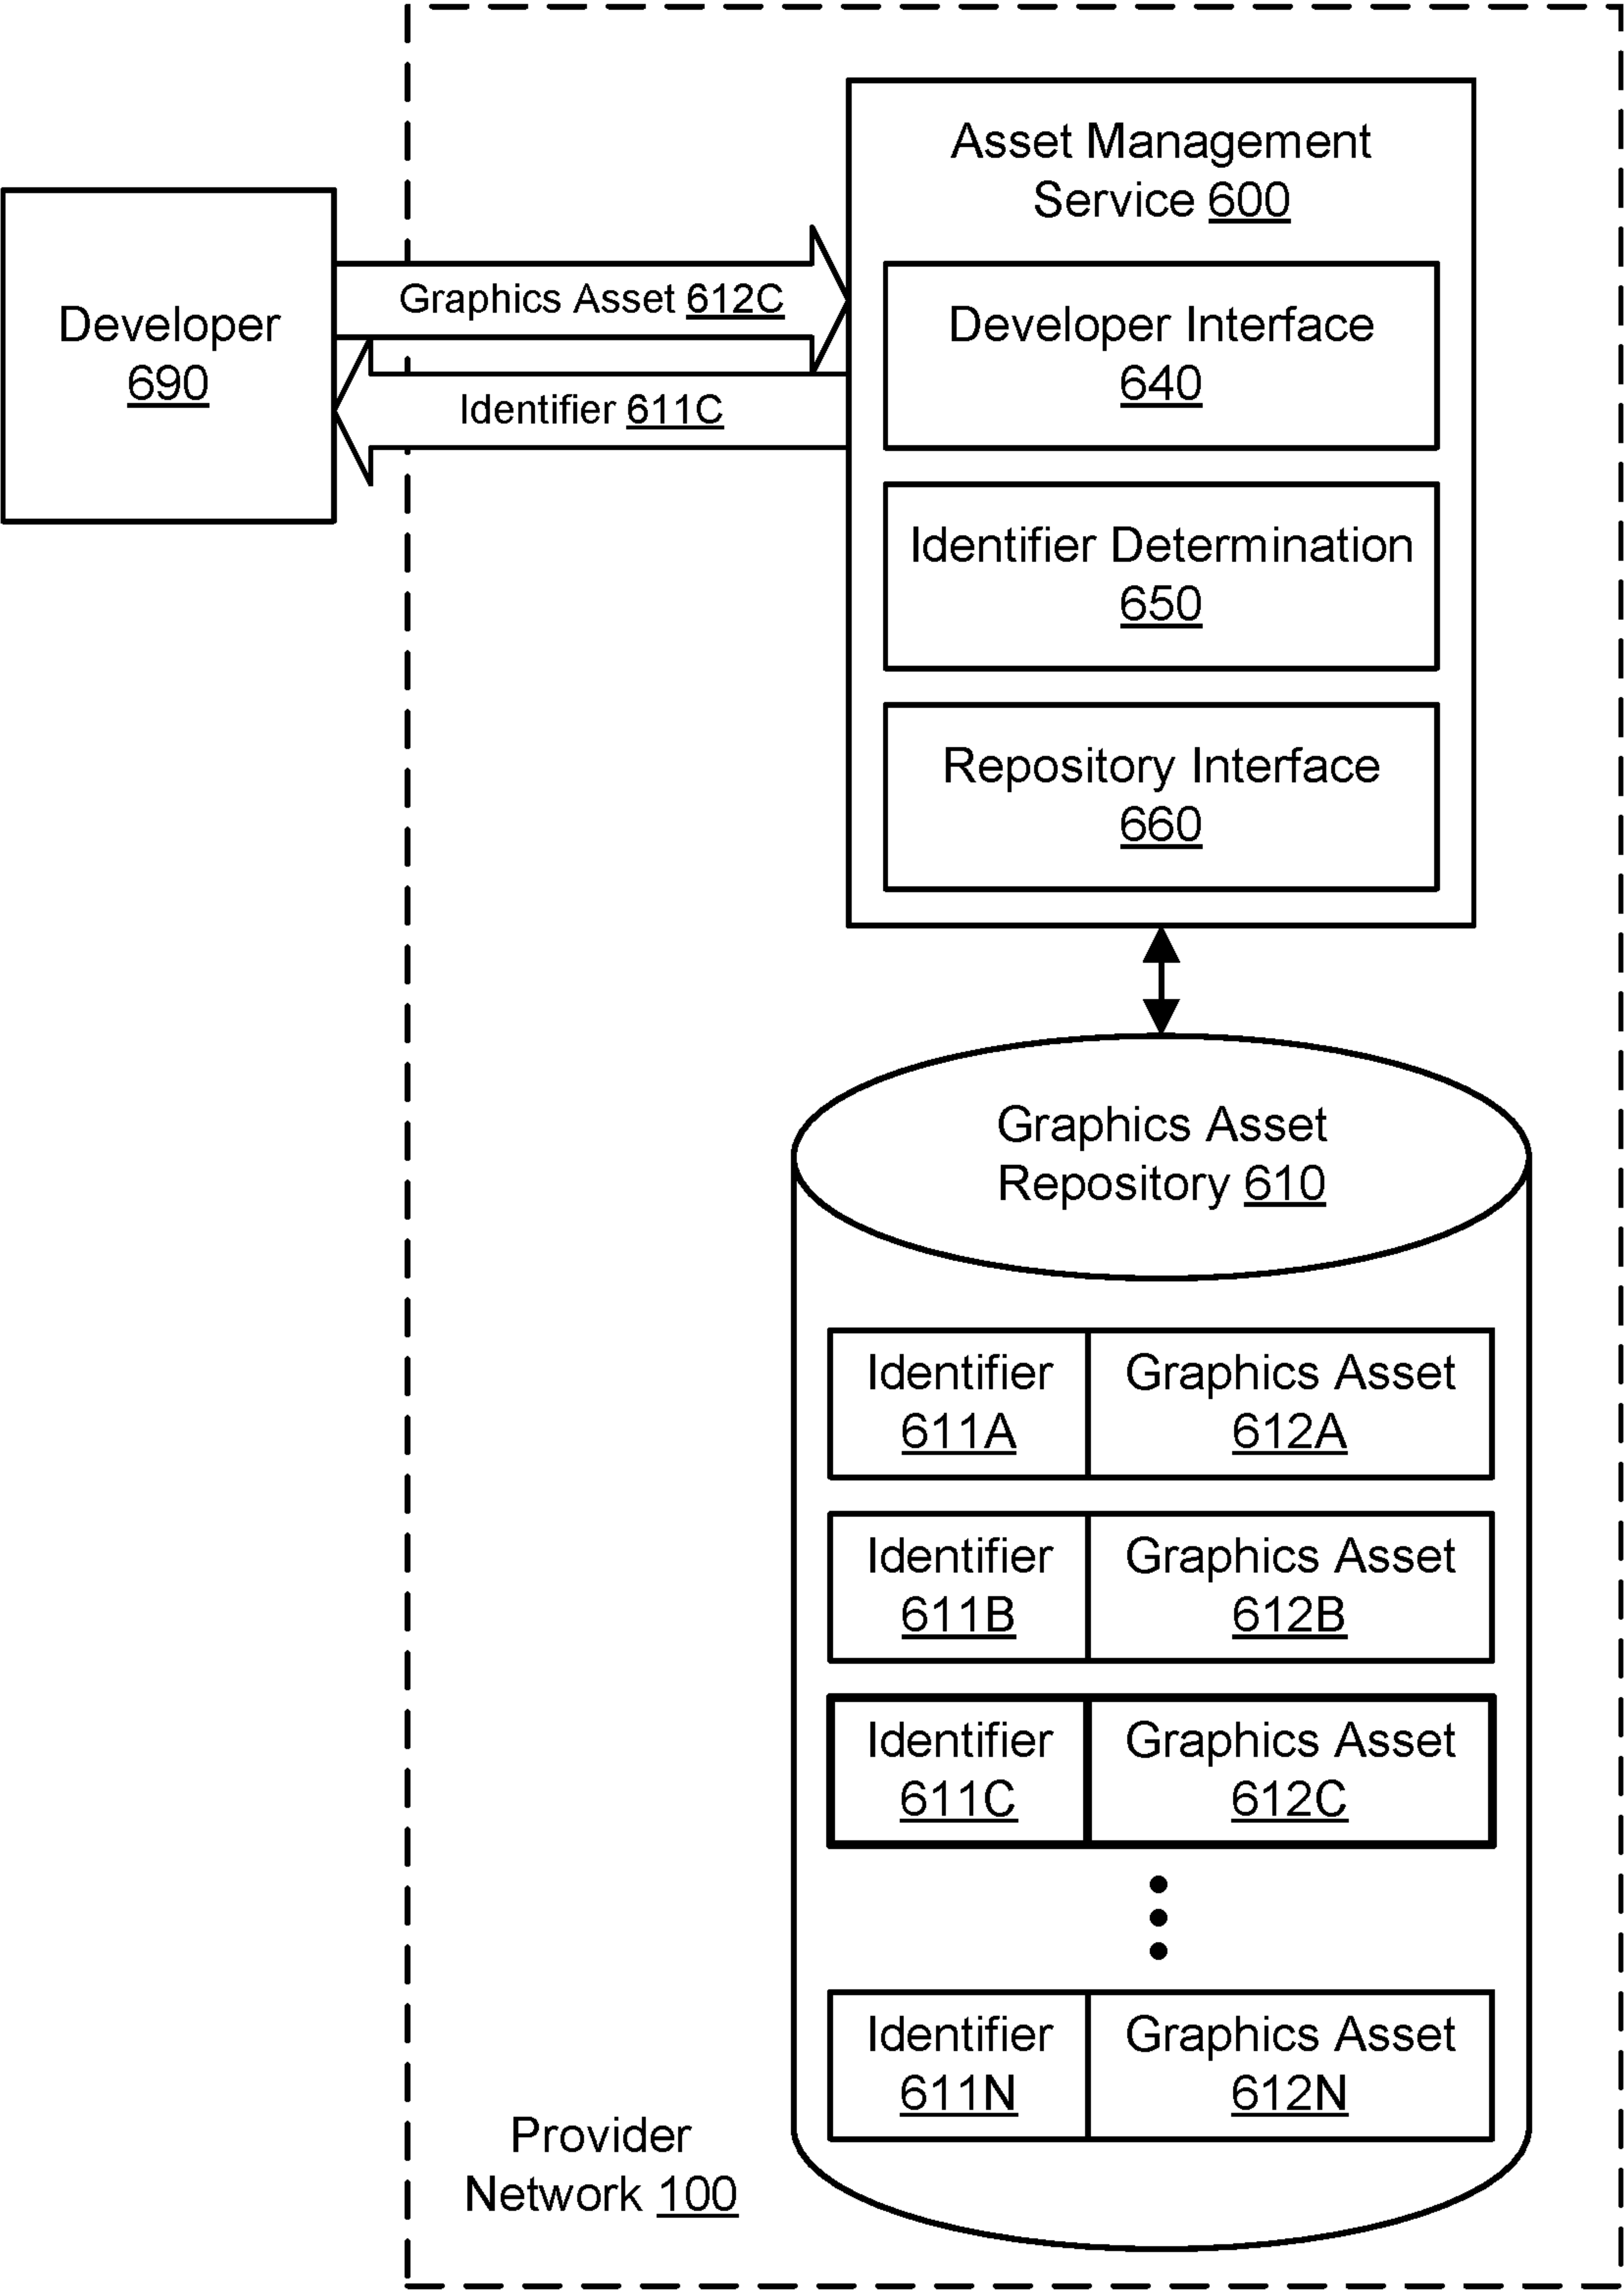 Asset Management
Service 600
Developer
690
Graphics Asset 612C
Identifier 611C
Developer Interface
640
Identifier Determination
650
Repository Interface
660
Graphics Asset
Repository 610
Identifier
611A
Graphics Asset
612A
Identifier
611B
Graphics Asset
612B
Identifier
611C
Graphics Asset
612C
Identifier
611N
Graphics Asset
612N
Provider
Network 100